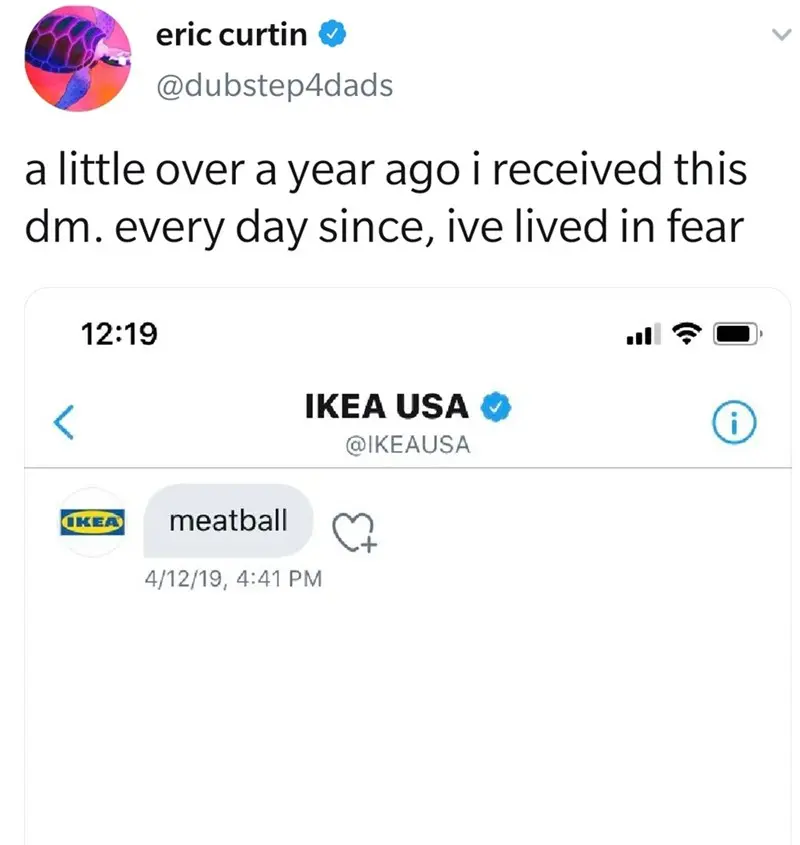 eric curtin
@dubstep4dads
a little over a year ago i received this
dm. every day since, ive lived in fear
12:19
IKEA USA
@IKEAUSA
IKEA
meatball
4/12/19, 4:41 PM